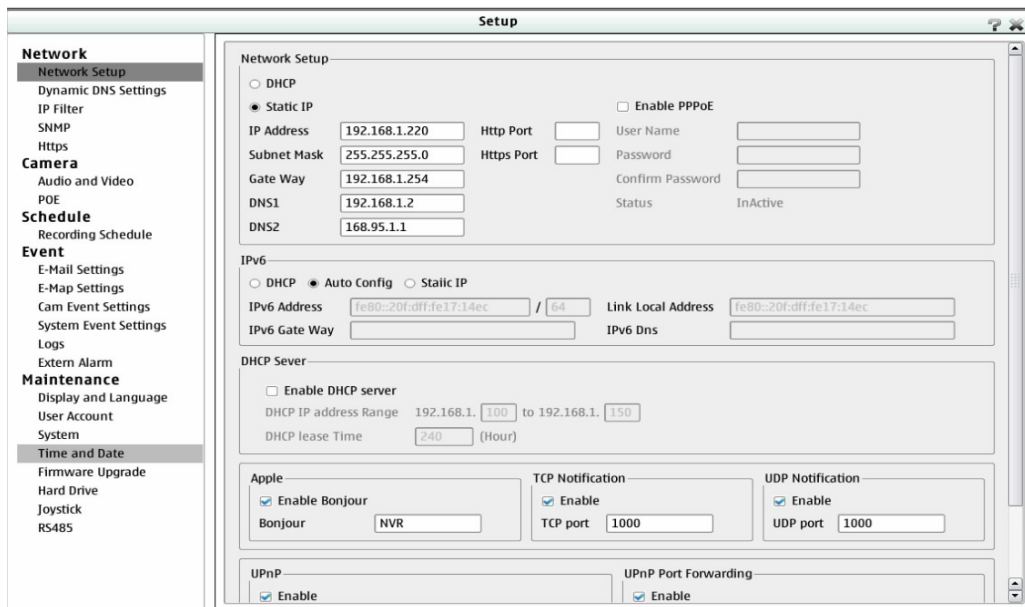 Setup
Network
Network Setup
Dynamic DNS Settings
IP Filter
SNMP
Https
Camera
Audio and Video
POE
Schedule
Recording Schedule
Event
E-Mail Settings
E-Map Settings
Cam Event Settings
System Event Settings
Logs
Extern Alarm
Maintenance
Display and Language
User Account
System
Time and Date
Firmware Upgrade
Hard Drive
Joystick
RS485
Network Setup
DHCP
Static IP Enable PPPoE
IP Address 192.168.1.220 Http Port User Name
Subnet Mask 255.255.255.0 Https Port Password
Gate Way 192.168.1.254 Confirm Password
DNS1 192.168.1.2 Status InActive
DNS2 168.95.1.1
IPv6
DHCP Auto Config Staiic IP
IPv6 Address fe80::20f:dff:fe17:14ec / 64 Link Local Address fe80::20f:dff:fe17:14ec
IPv6 Gate Way IPv6 Dns
DHCP Sever
Enable DHCP server
DHCP IP address Range 192.168.1. 100 to 192.168.1. 150
DHCP lease Time 240 (Hour)
Apple TCP Notification UDP Notification
Enable Bonjour Enable Enable
Bonjour NVR TCP port 1000 UDP port 1000
UPnP UPnP Port Forwarding
Enable Enable